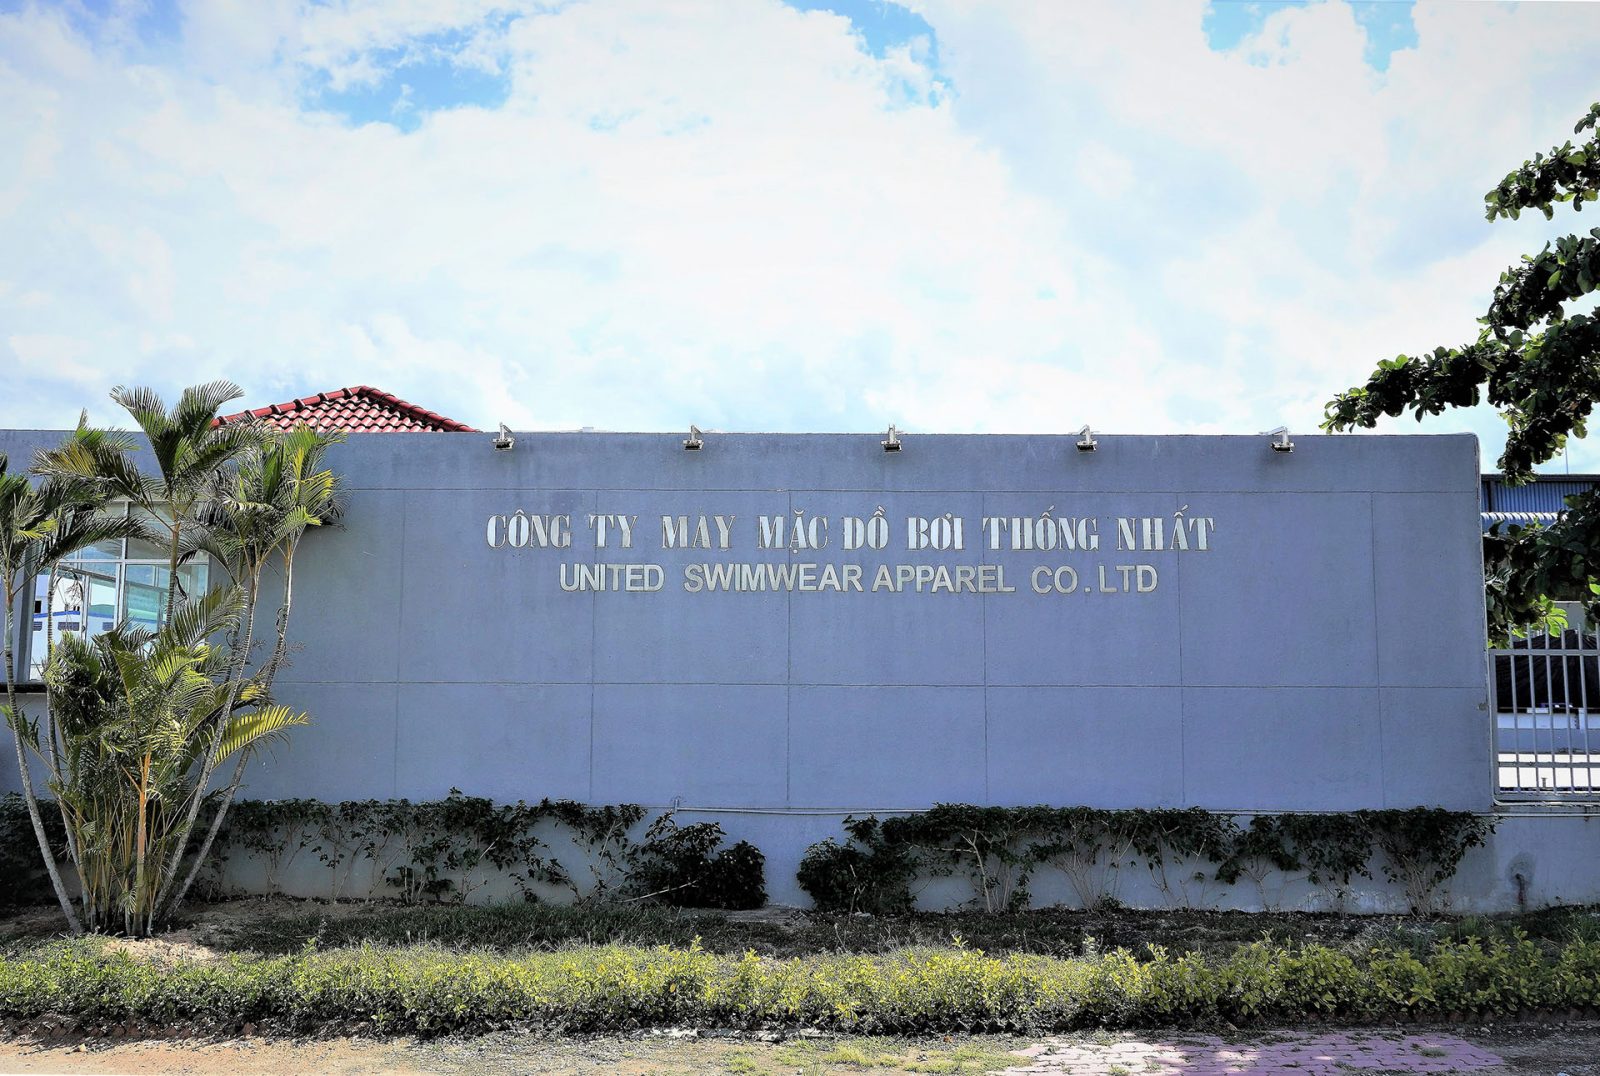 CÔNG TY MAY MẶC ĐỒ BƠI THỐNG NHẤT
UNITED SWIMWEAR APPAREL CO.LTD